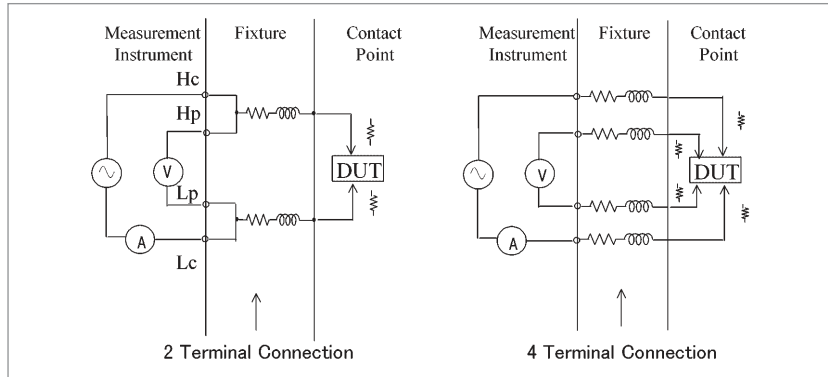 Measurement
Instrument
Fixture
Contact
Point
Hc
Hp
V
Lp
A
Lc
DUT
2 Terminal Connection
Measurement
Instrument
Fixture
Contact
Point
V
A
DUT
4 Terminal Connection